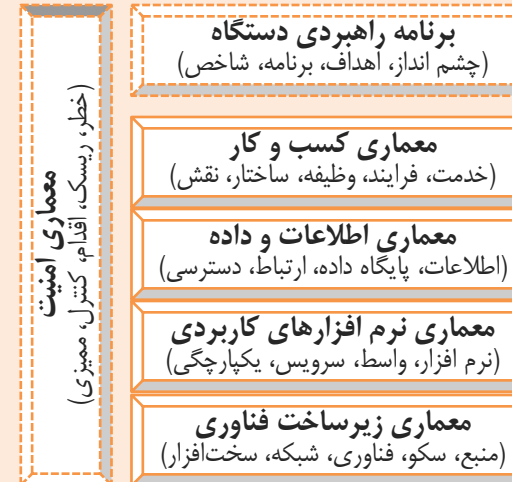 برنامه راهبردی دستگاه
(چشم انداز، اهداف، برنامه، شاخص)
معماری کسب و کار
(خدمت، فرایند، وظیفه، ساختار، نقش)
معماری اطلاعات و داده
(اطلاعات، پایگاه داده، ارتباط، دسترسی)
معماری نرم افزارهای کاربردی
(نرم افزار، واسط، سرویس، یکپارچگی)
معماری زیرساخت فناوری
(منبع، سکو، فناوری، شبکه، سخت‌افزار)
معماری امنیت
(خطر، ریسک، اقدام، کنترل، ممیزی)